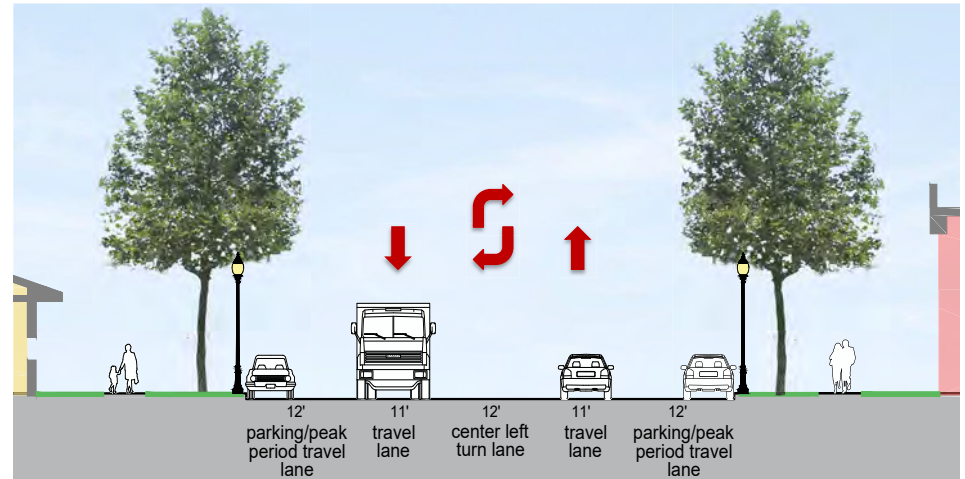 12'
parking/peak
period travel
lane
11'
travel
lane
12'
center left
turn lane
11'
travel
lane
12'
parking/peak
period travel
lane